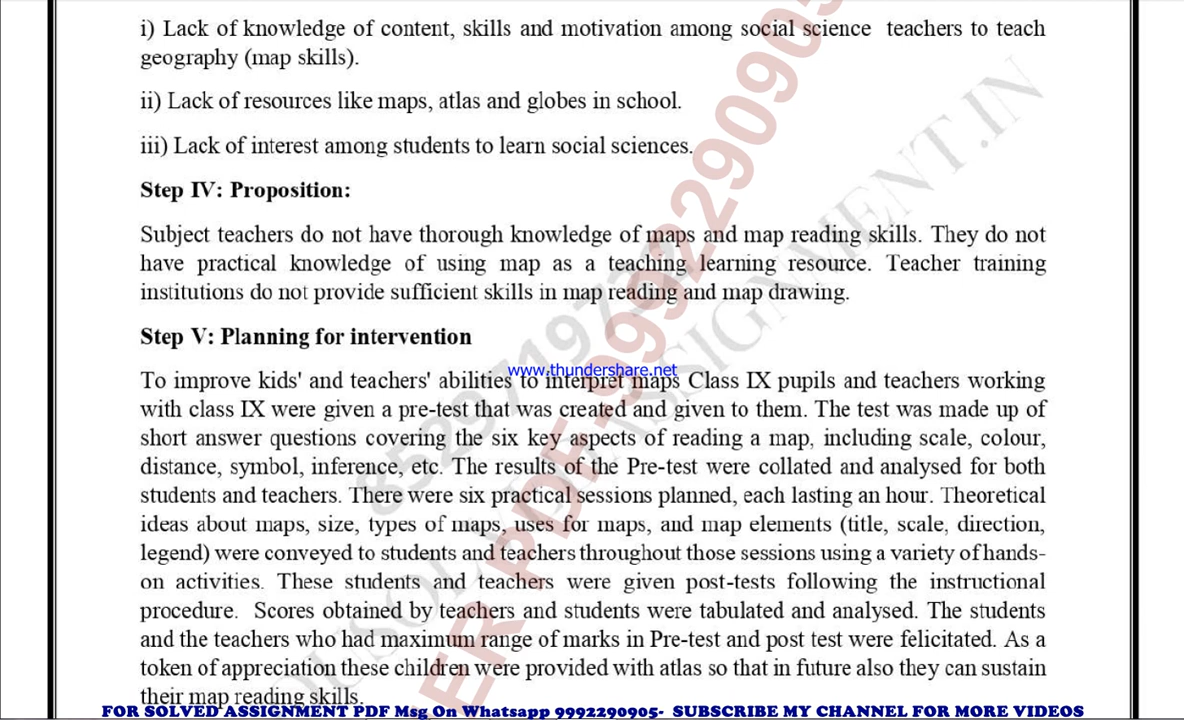 i) Lack of knowledge of content, skills and motivation among social science teachers to teach
geography (map skills).
ii) Lack of resources like maps, atlas and globes in school.
iii) Lack of interest among students to learn social sciences.
Step IV: Proposition:
Subject teachers do not have thorough knowledge of maps and map reading skills. They do not
have practical knowledge of using map as a teaching learning resource. Teacher training
institutions do not provide sufficient skills in map reading and map drawing.
Step V: Planning for intervention
www.thundershare.net
To improve kids' and teachers' abilities to interpret maps Class IX pupils and teachers working
with class IX were given a pre-test that was created and given to them. The test was made up of
short answer questions covering the six key aspects of reading a map, including scale, colour,
distance, symbol, inference, etc. The results of the Pre-test were collated and analysed for both
students and teachers. There were six practical sessions planned, each lasting an hour. Theoretical
ideas about maps, size, types of maps, uses for maps, and map elements (title, scale, direction,
legend) were conveyed to students and teachers throughout those sessions using a variety of hands-
on activities. These students and teachers were given post-tests following the instructional
procedure. Scores obtained by teachers and students were tabulated and analysed. The students
and the teachers who had maximum range of marks in Pre-test and post test were felicitated. As a
token of appreciation these children were provided with atlas so that in future also they can sustain
their map reading skills.
FOR SOLVED ASSIGNMENT PDF Msg On Whatsapp 9992290905- SUBSCRIBE MY CHANNEL FOR MORE VIDEOS